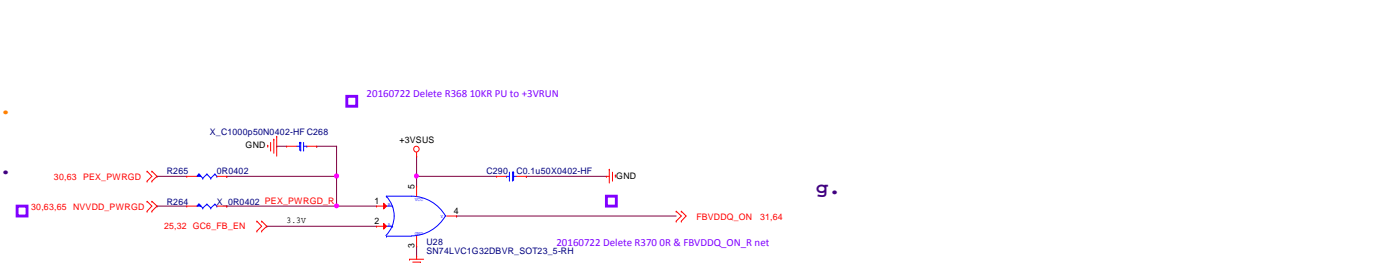 20160722 Delete R368 10KR PU to +3VRUN
X_C1000p50N0402-HF C268
GND
+3VSUS
30,63 PEX_PWRGD
R265 0R0402
C290 C0.1u50X0402-HF
GND
5
g.
30,63,65 NVVDD_PWRGD
R264 X_0R0402 PEX_PWRGD_R
1
4
FBVDDQ_ON 31,64
25,32 GC6_FB_EN
3.3V
2
3
U28
SN74LVC1G32DBVR_SOT23_5-RH
20160722 Delete R370 0R & FBVDDQ_ON_R net